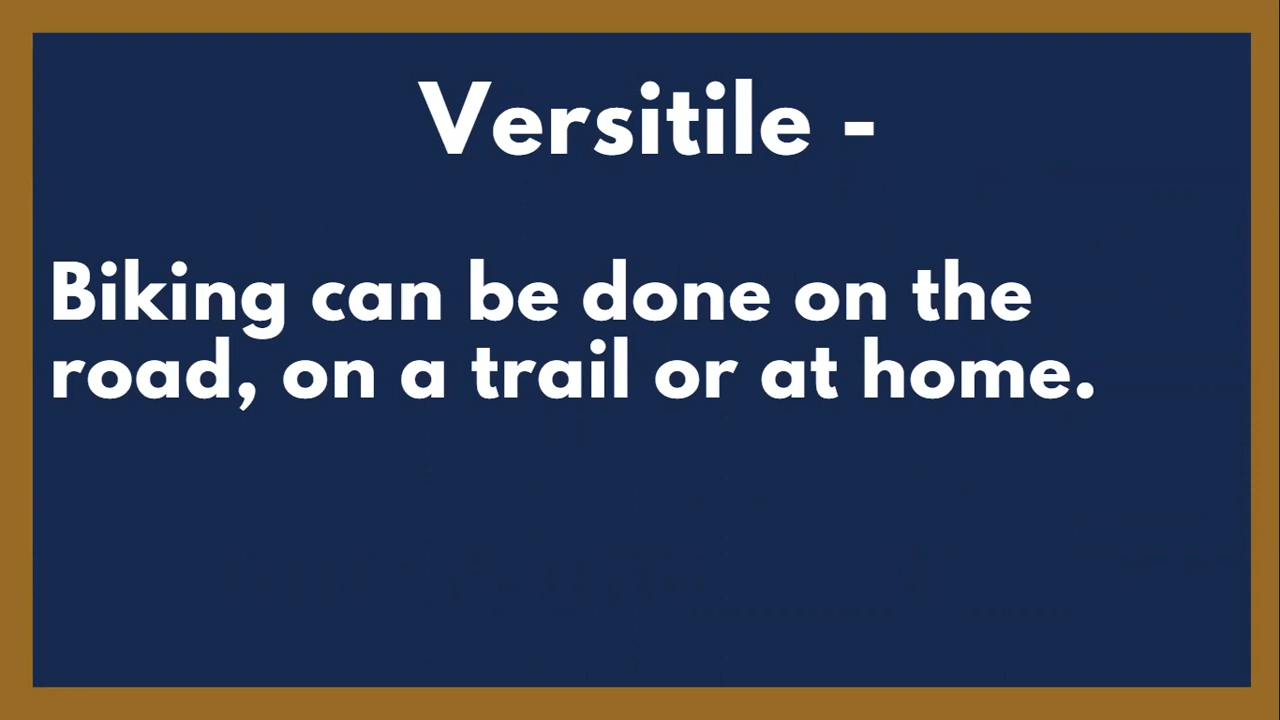 Versitile -
Biking can be done on the
road, on a trail or at home.